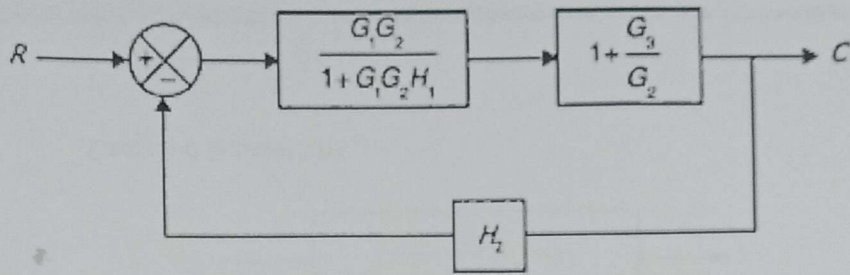 R
+
−
G₁G₂
1 + G₁G₂H₁
1 + G₃
G₂
C
H₂